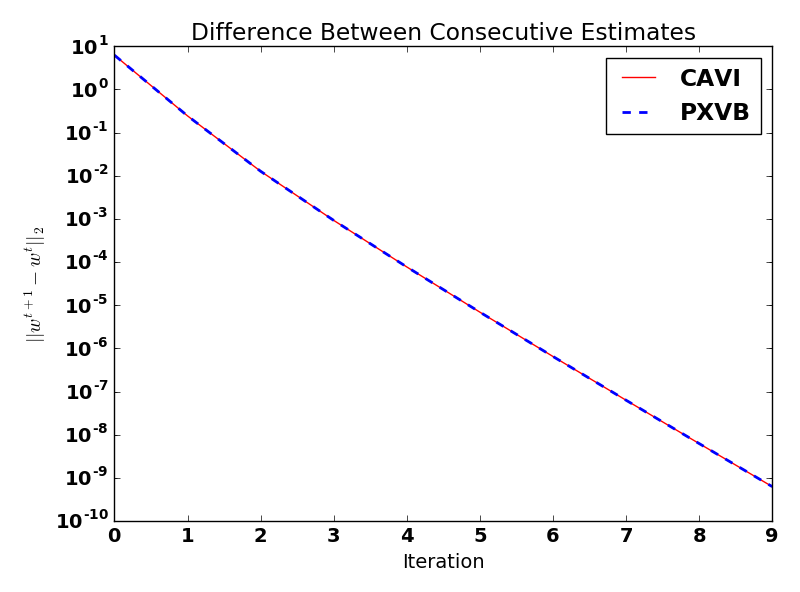 Difference Between Consecutive Estimates
10^1
10^0
10^-1
10^-2
10^-3
10^-4
10^-5
10^-6
10^-7
10^-8
10^-9
10^-10
||w^{t+1} − w^t||_2
CAVI
PXVB
0 1 2 3 4 5 6 7 8 9
Iteration